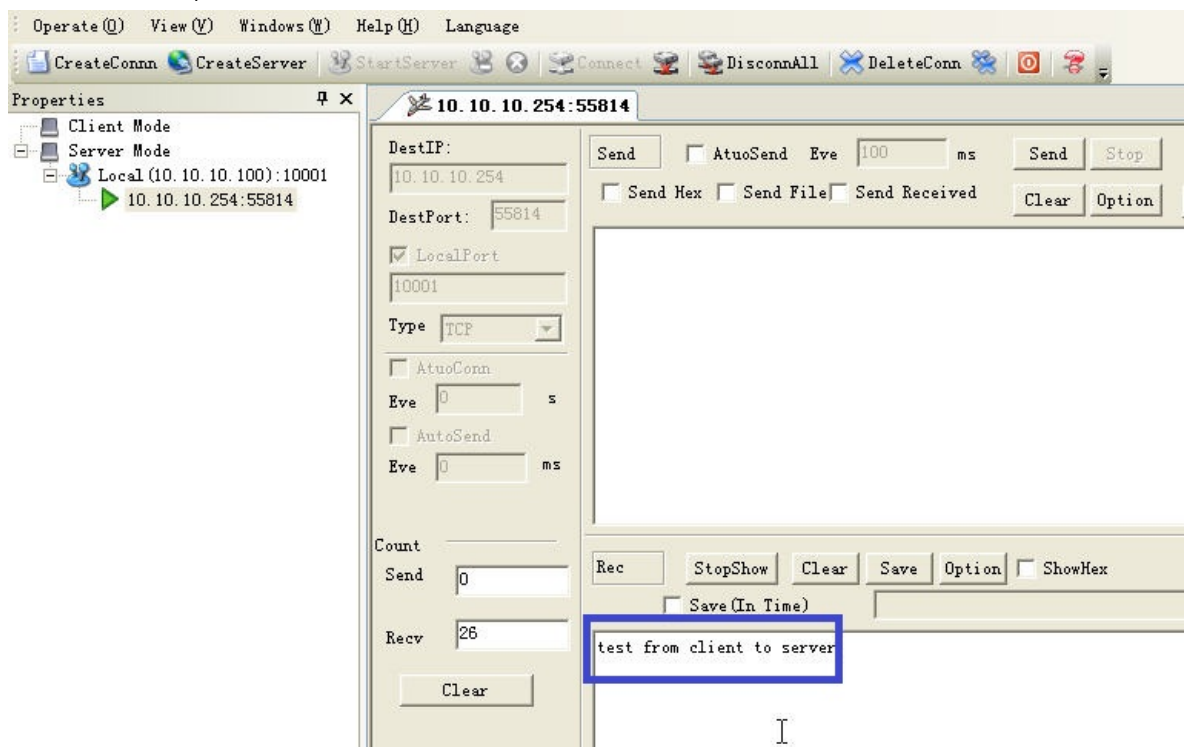 Operate(O) View(V) Windows(W) Help(H) Language
CreateConnn CreateServer StartServer Connect DisconnAll DeleteConn
Properties
Client Mode
Server Mode
Local(10.10.10.100):10001
10.10.10.254:55814
10.10.10.254:55814
DestIP:
10.10.10.254
DestPort: 55814
LocalPort
10001
Type TCP
AtuoConn
Eve 0 s
AutoSend
Eve 0 ms
Count
Send 0
Recv 26
Clear
Send AtuoSend Eve 100 ms Send Stop
Send Hex Send File Send Received Clear Option
Rec StopShow Clear Save Option ShowHex
Save(In Time)
test from client to server